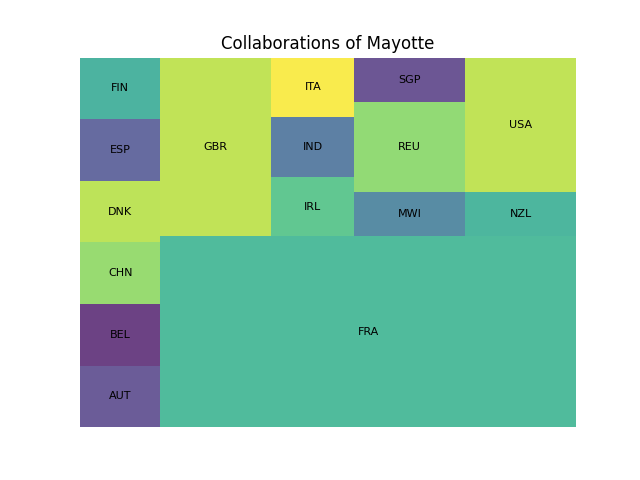 Collaborations of Mayotte
FIN
GBR
ITA
SGP
USA
ESP
IND
REU
DNK
IRL
MWI
NZL
CHN
FRA
BEL
AUT